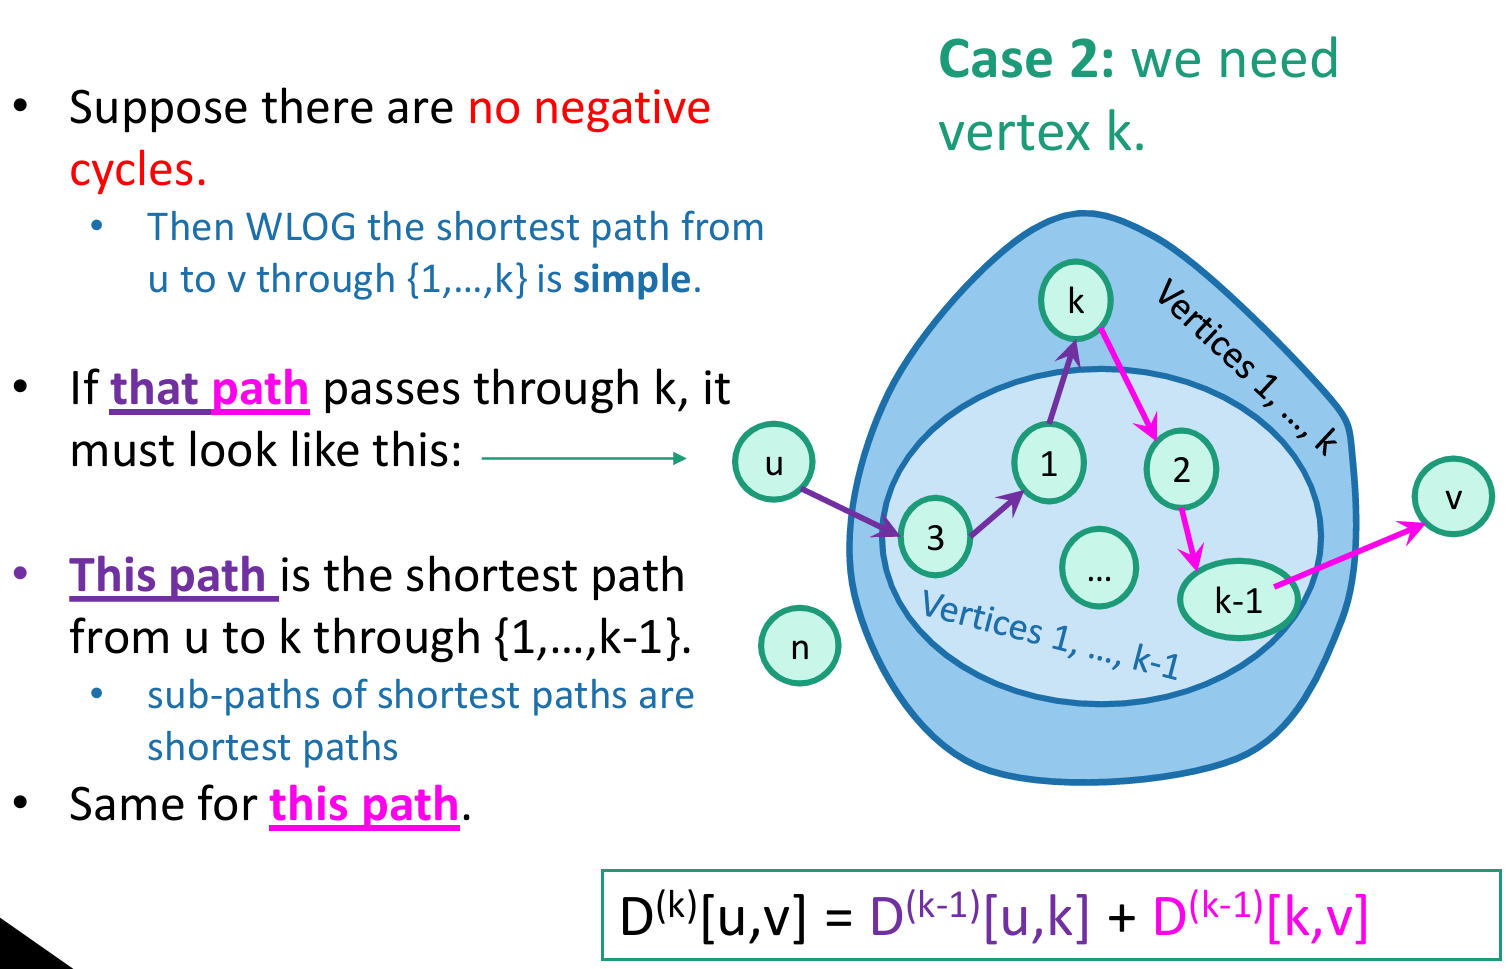 Case 2: we need
vertex k.
• Suppose there are no negative
cycles.
• Then WLOG the shortest path from
u to v through {1,...,k} is simple.
• If that path passes through k, it
must look like this:
• This path is the shortest path
from u to k through {1,...,k-1}.
• sub-paths of shortest paths are
shortest paths
• Same for this path.
k
Vertices 1, ..., k
u
1
2
v
3
...
k-1
Vertices 1, ..., k-1
n
D^(k)[u,v] = D^(k-1)[u,k] + D^(k-1)[k,v]